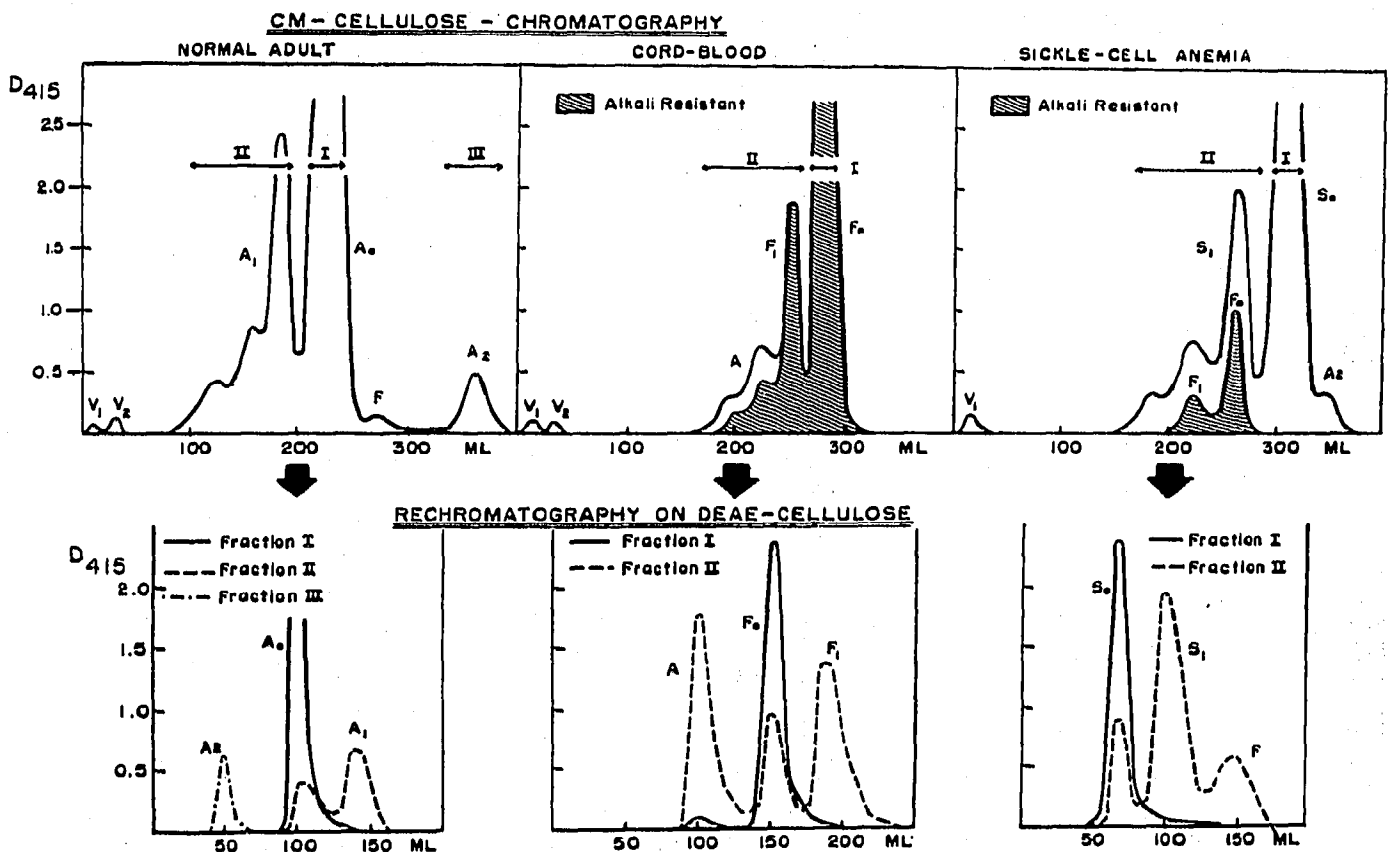 CM-CELLULOSE-CHROMATOGRAPHY
NORMAL ADULT
CORD-BLOOD
SICKLE-CELL ANEMIA
D415
2.5
2.0
1.5
1.0
0.5
II
I
III
A1
A0
F
A2
V1
V2
100
200
300
ML
Alkali Resistant
II
I
F1
F0
A
V1
V2
100
200
300
ML
Alkali Resistant
II
I
S0
S1
F0
F1
A2
V1
100
200
300
ML
RECHROMATOGRAPHY ON DEAE-CELLULOSE
D415
2.0
1.5
1.0
0.5
Fraction I
Fraction II
Fraction III
A0
A2
A1
50
100
150
ML
Fraction I
Fraction II
A
F0
F1
50
100
150
200
ML
Fraction I
Fraction II
S0
S1
F
50
100
150
ML